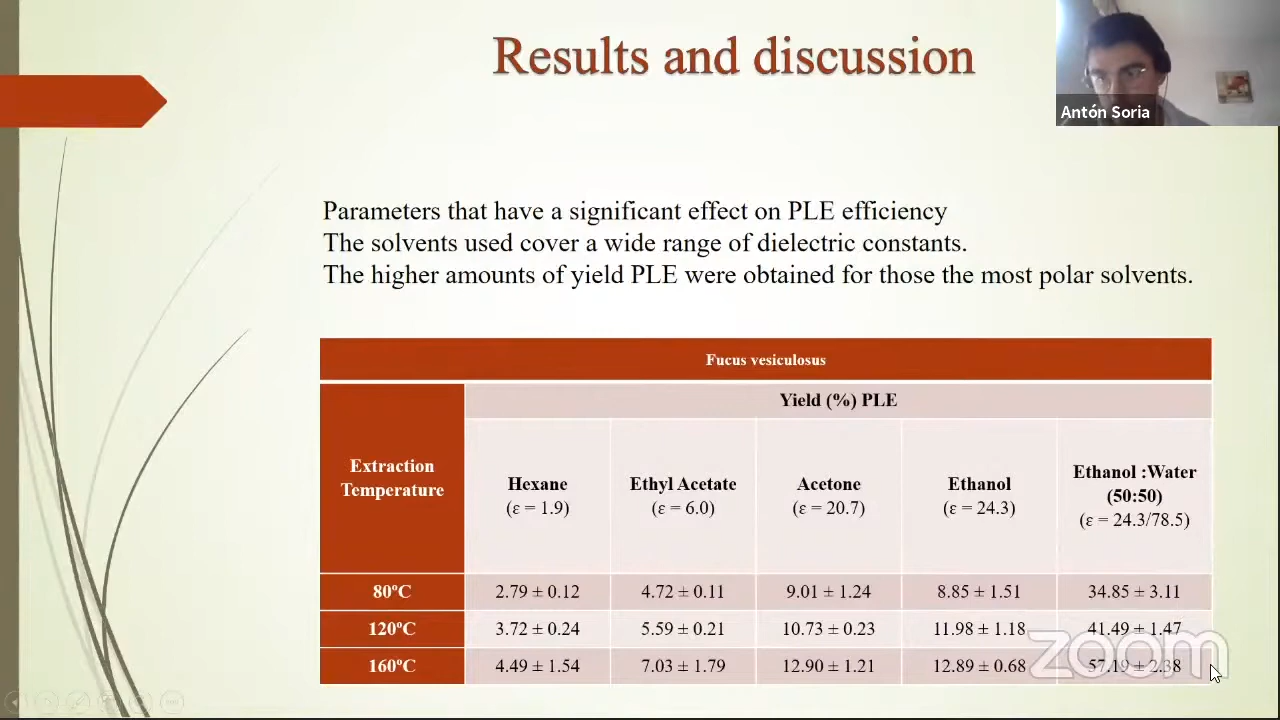 Results and discussion
Antón Soria
Parameters that have a significant effect on PLE efficiency
The solvents used cover a wide range of dielectric constants.
The higher amounts of yield PLE were obtained for those the most polar solvents.
Fucus vesiculosus
Extraction Temperature
Yield (%) PLE
Hexane (ε = 1.9)
Ethyl Acetate (ε = 6.0)
Acetone (ε = 20.7)
Ethanol (ε = 24.3)
Ethanol :Water (50:50) (ε = 24.3/78.5)
80ºC 2.79 ± 0.12 4.72 ± 0.11 9.01 ± 1.24 8.85 ± 1.51 34.85 ± 3.11
120ºC 3.72 ± 0.24 5.59 ± 0.21 10.73 ± 0.23 11.98 ± 1.18 41.49 ± 1.47
160ºC 4.49 ± 1.54 7.03 ± 1.79 12.90 ± 1.21 12.89 ± 0.68 57.19 ± 2.38
zoom